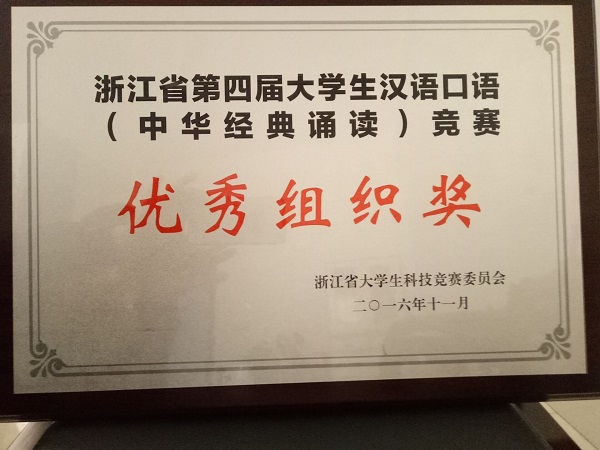 浙江省第四届大学生汉语口语
（中华经典诵读）竞赛
优秀组织奖
浙江省大学生科技竞赛委员会
二〇一六年十一月